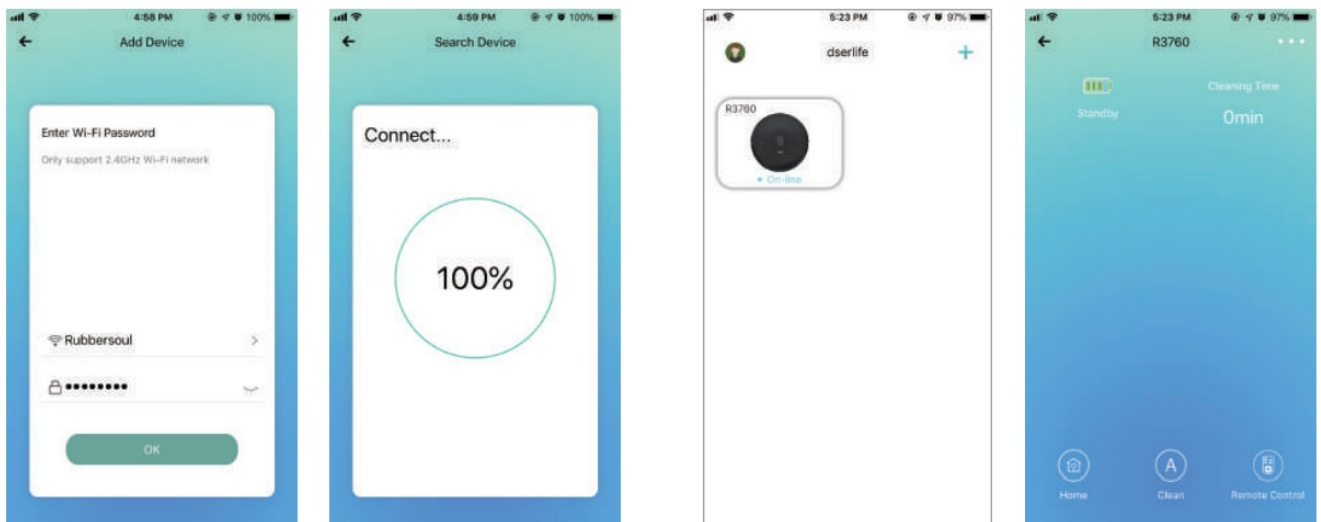 4:58 PM
100%
Add Device
Enter Wi-Fi Password
Only support 2.4GHz Wi-Fi network
Rubbersoul
••••••••
OK
4:59 PM
100%
Search Device
Connect...
100%
5:23 PM
97%
dserlife
R3760
On-line
5:23 PM
97%
R3760
Standby
Cleaning Time
0min
Home
A
Clean
Remote Control